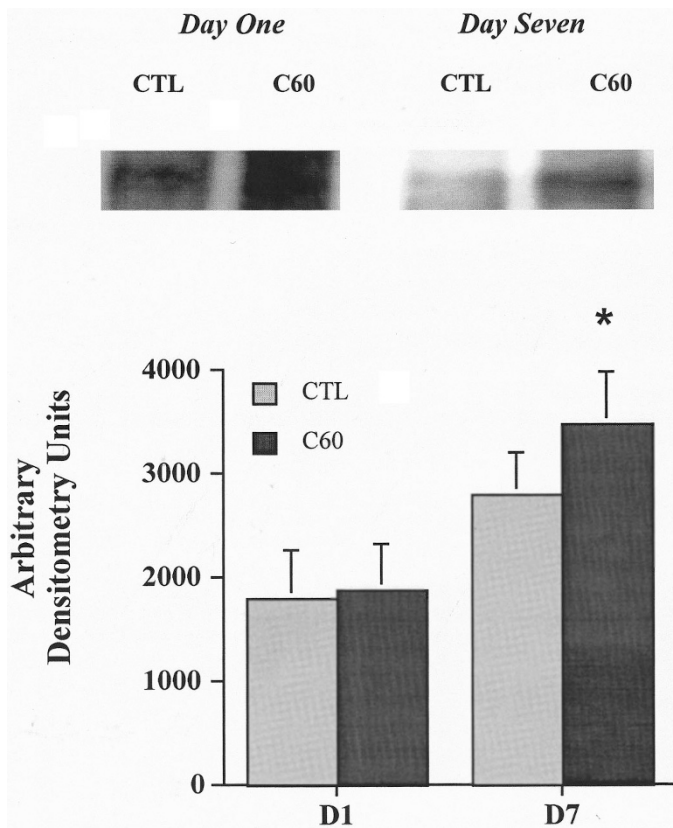 Day One Day Seven
CTL C60 CTL C60
*
Arbitrary
Densitometry Units
4000
3000
2000
1000
0
CTL
C60
D1 D7